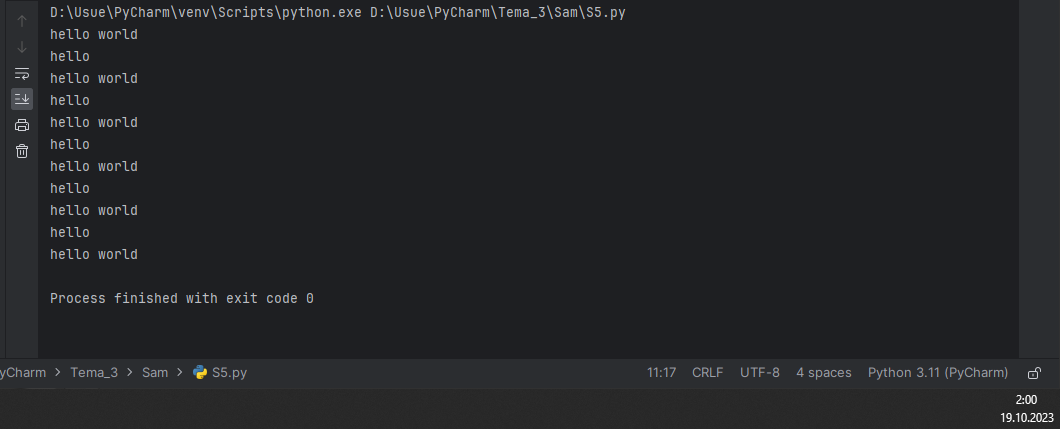 D:\Usue\PyCharm\venv\Scripts\python.exe D:\Usue\PyCharm\Tema_3\Sam\S5.py
hello world
hello
hello world
hello
hello world
hello
hello world
hello
hello world
hello
hello world
Process finished with exit code 0
yCharm > Tema_3 > Sam > S5.py 11:17 CRLF UTF-8 4 spaces Python 3.11 (PyCharm)
2:00
19.10.2023